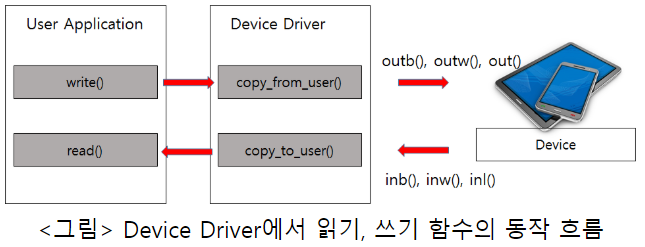 User Application
Device Driver
outb(), outw(), out()
write()
copy_from_user()
read()
copy_to_user()
Device
inb(), inw(), inl()
<그림> Device Driver에서 읽기, 쓰기 함수의 동작 흐름